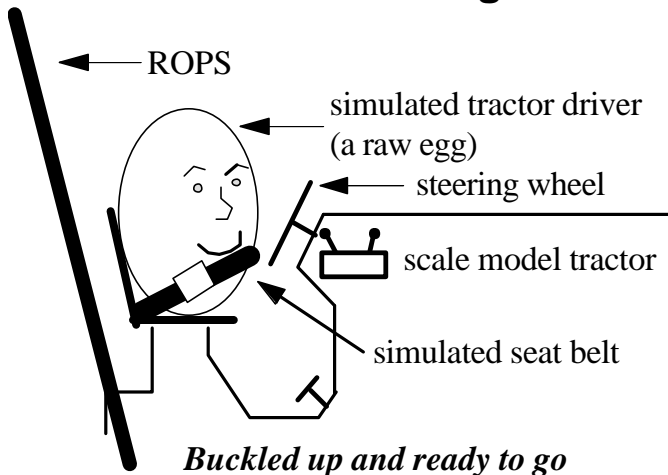 ROPS
simulated tractor driver
(a raw egg)
steering wheel
scale model tractor
simulated seat belt
Buckled up and ready to go